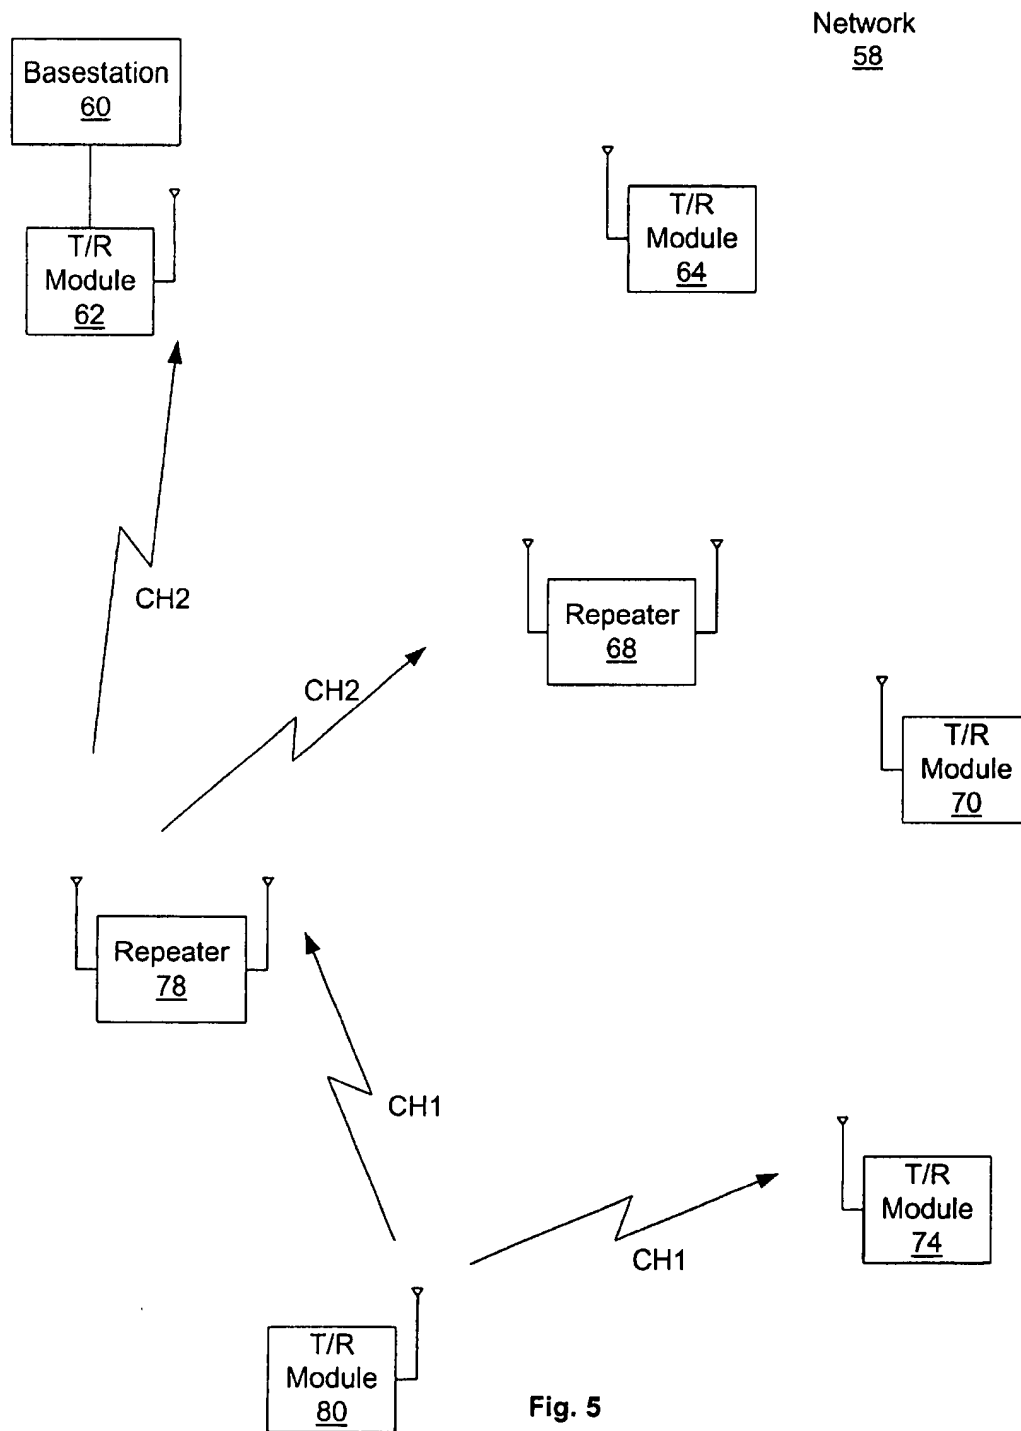 Network
58
Basestation
60
T/R
Module
62
T/R
Module
64
CH2
Repeater
68
CH2
T/R
Module
70
Repeater
78
CH1
T/R
Module
74
CH1
T/R
Module
80
Fig. 5